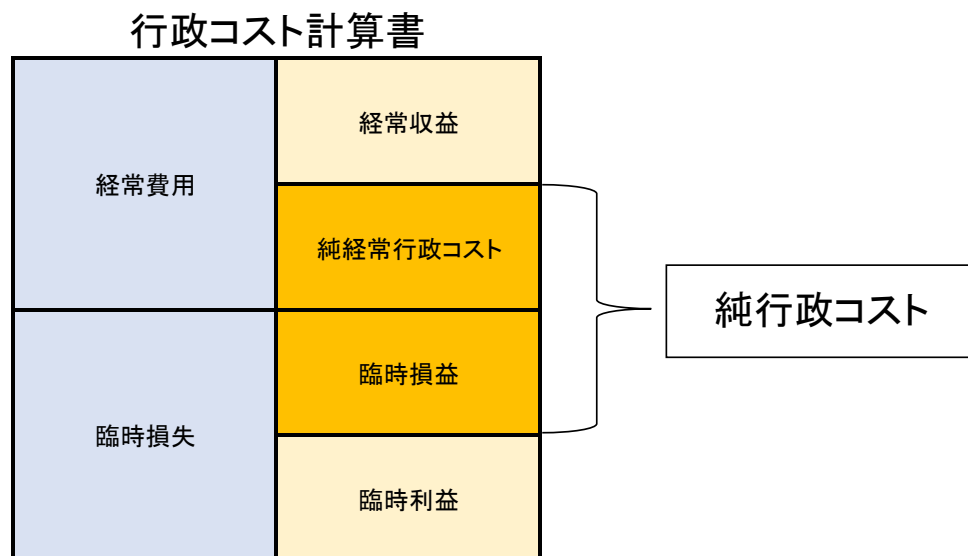 行政コスト計算書
経常費用
経常収益
純経常行政コスト
臨時損失
臨時損益
臨時利益
純行政コスト